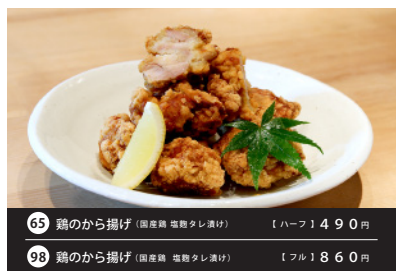 65 鶏のから揚げ（国産鶏 塩麹タレ漬け） 【ハーフ】４９０円
98 鶏のから揚げ（国産鶏 塩麹タレ漬け） 【フル】８６０円